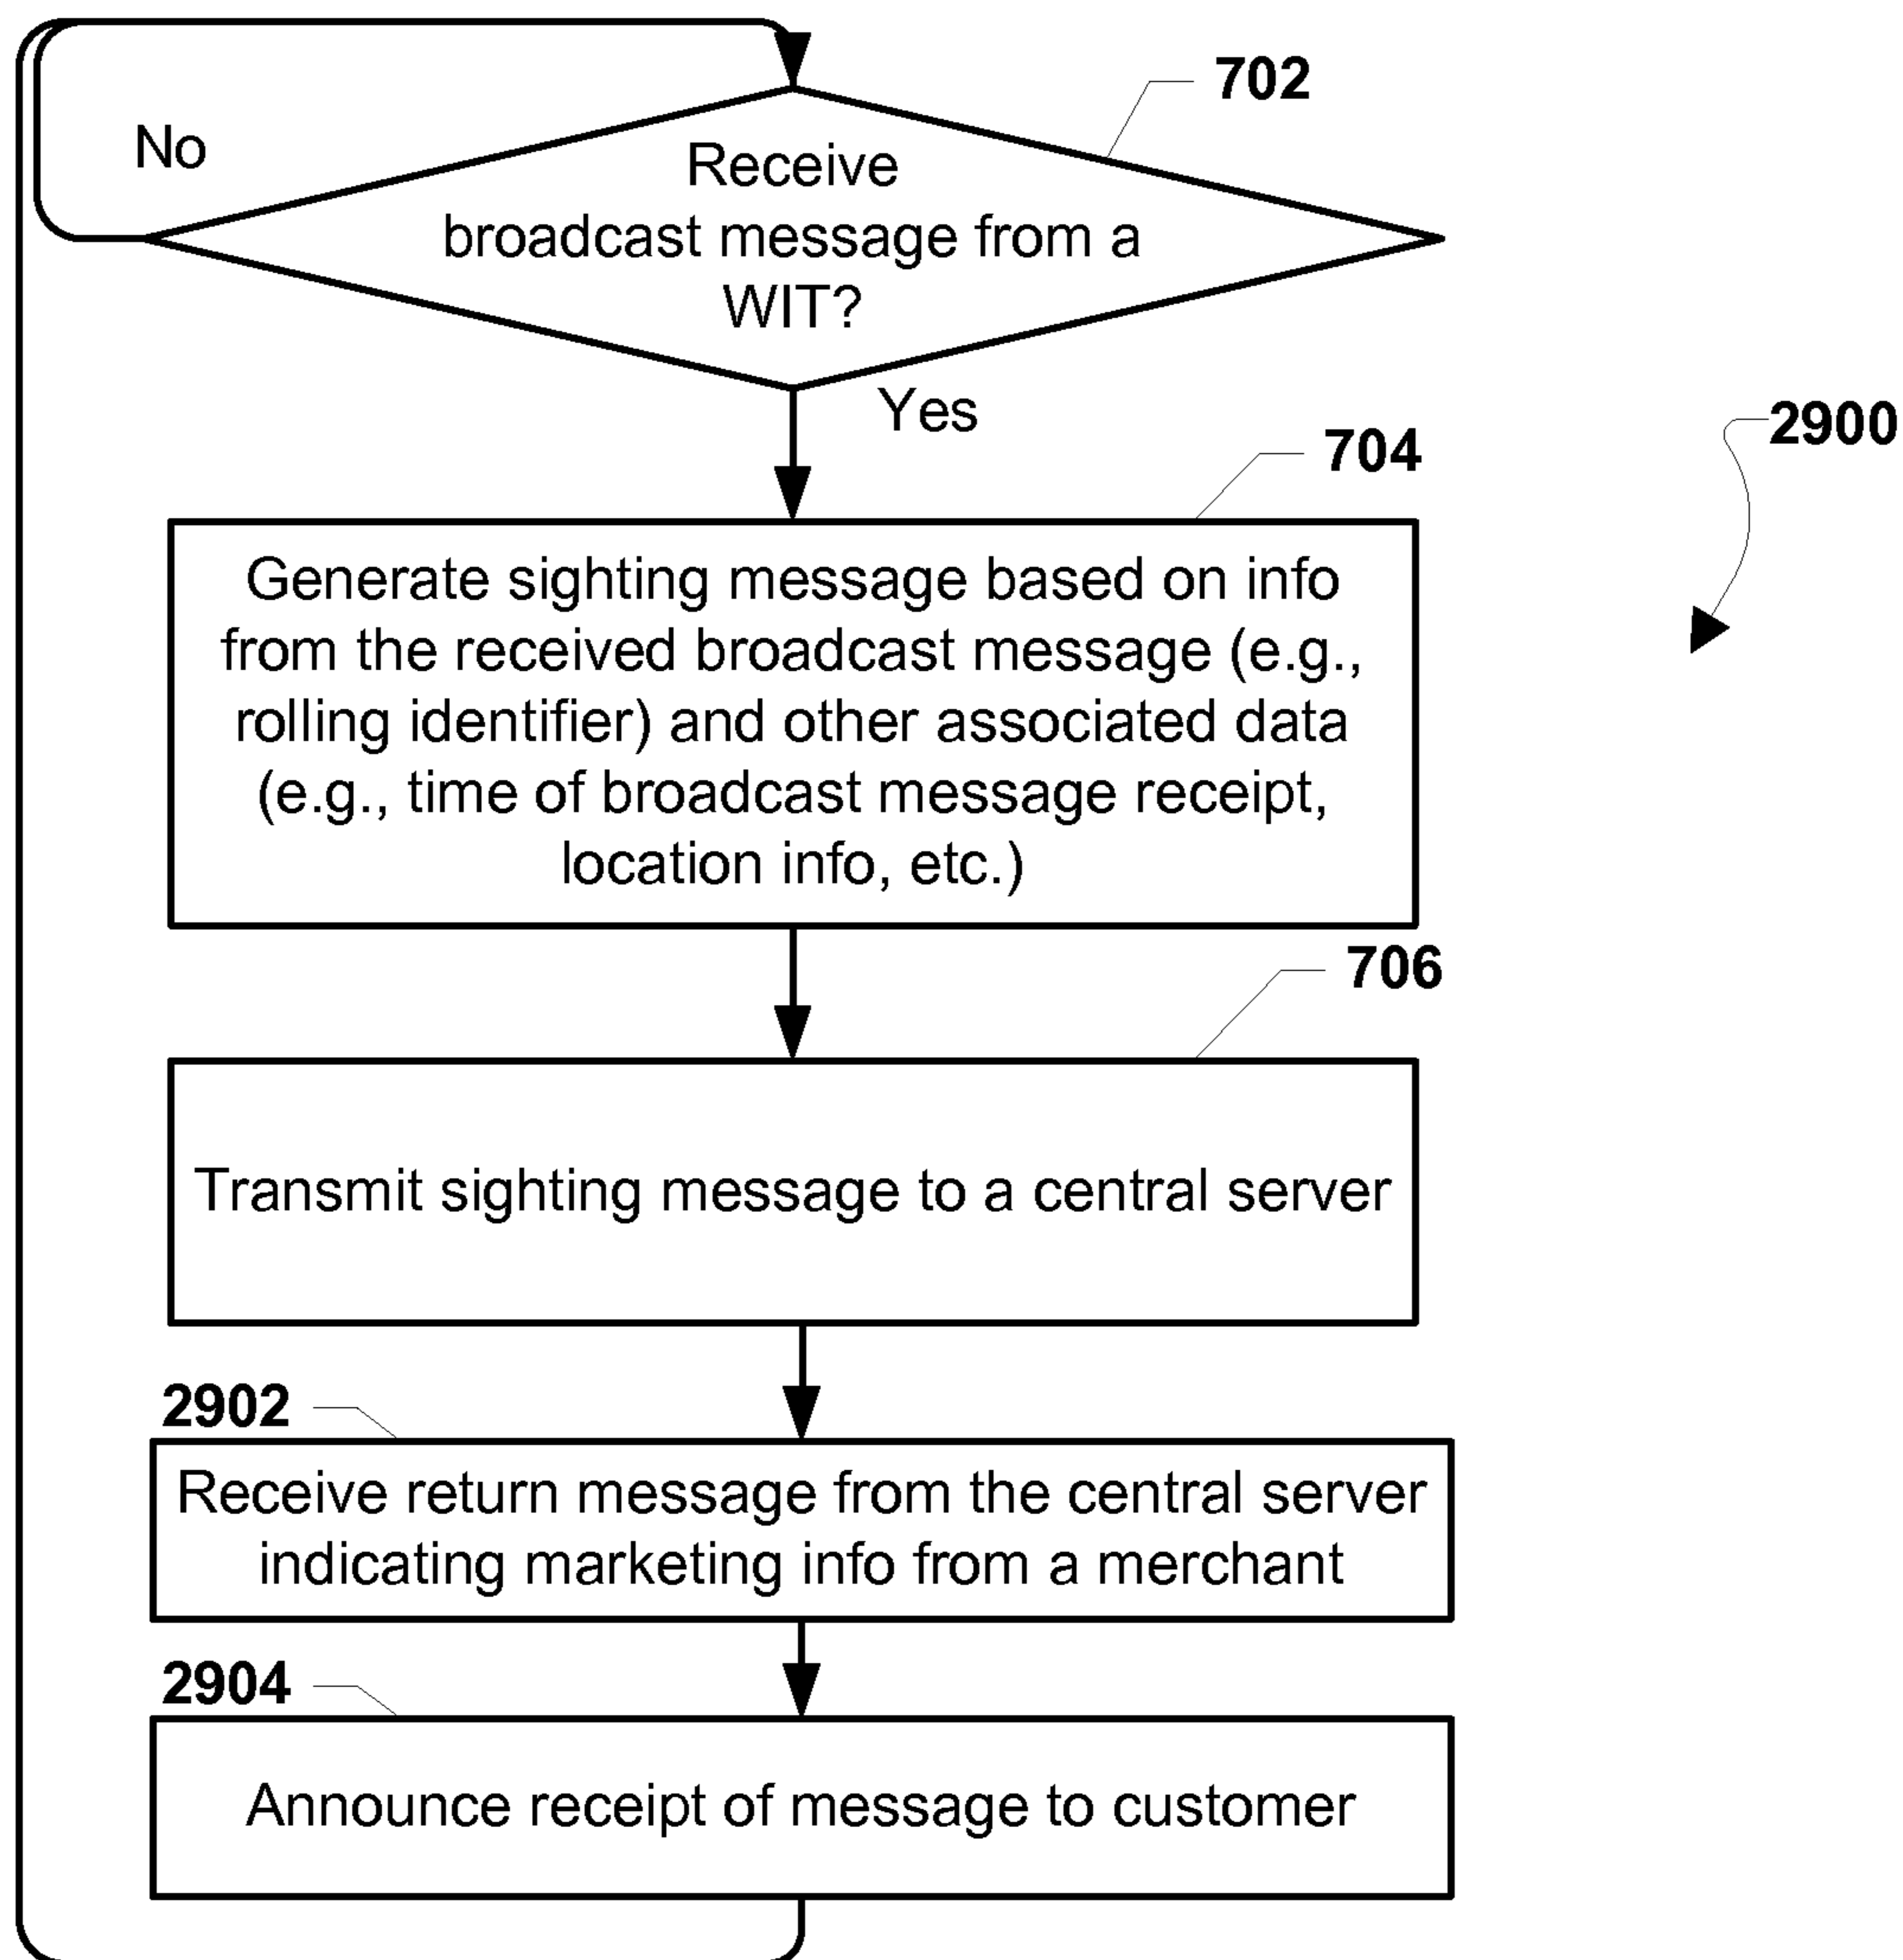 702
No
Receive
broadcast message from a
WIT?
Yes
2900
704
Generate sighting message based on info
from the received broadcast message (e.g.,
rolling identifier) and other associated data
(e.g., time of broadcast message receipt,
location info, etc.)
706
Transmit sighting message to a central server
2902
Receive return message from the central server
indicating marketing info from a merchant
2904
Announce receipt of message to customer